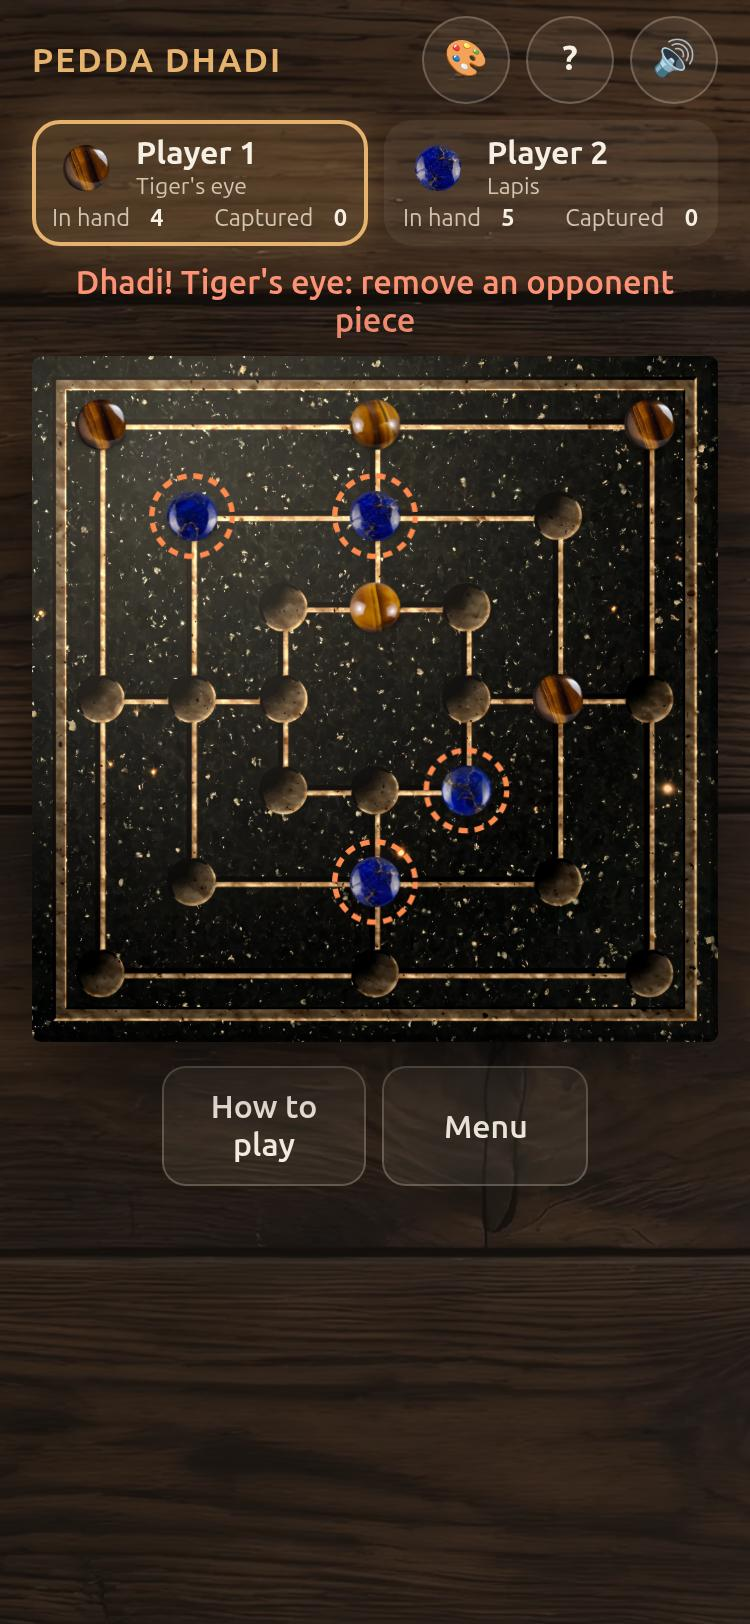 PEDDA DHADI
?
Player 1
Tiger's eye
In hand 4 Captured 0
Player 2
Lapis
In hand 5 Captured 0
Dhadi! Tiger's eye: remove an opponent
piece
How to
play
Menu